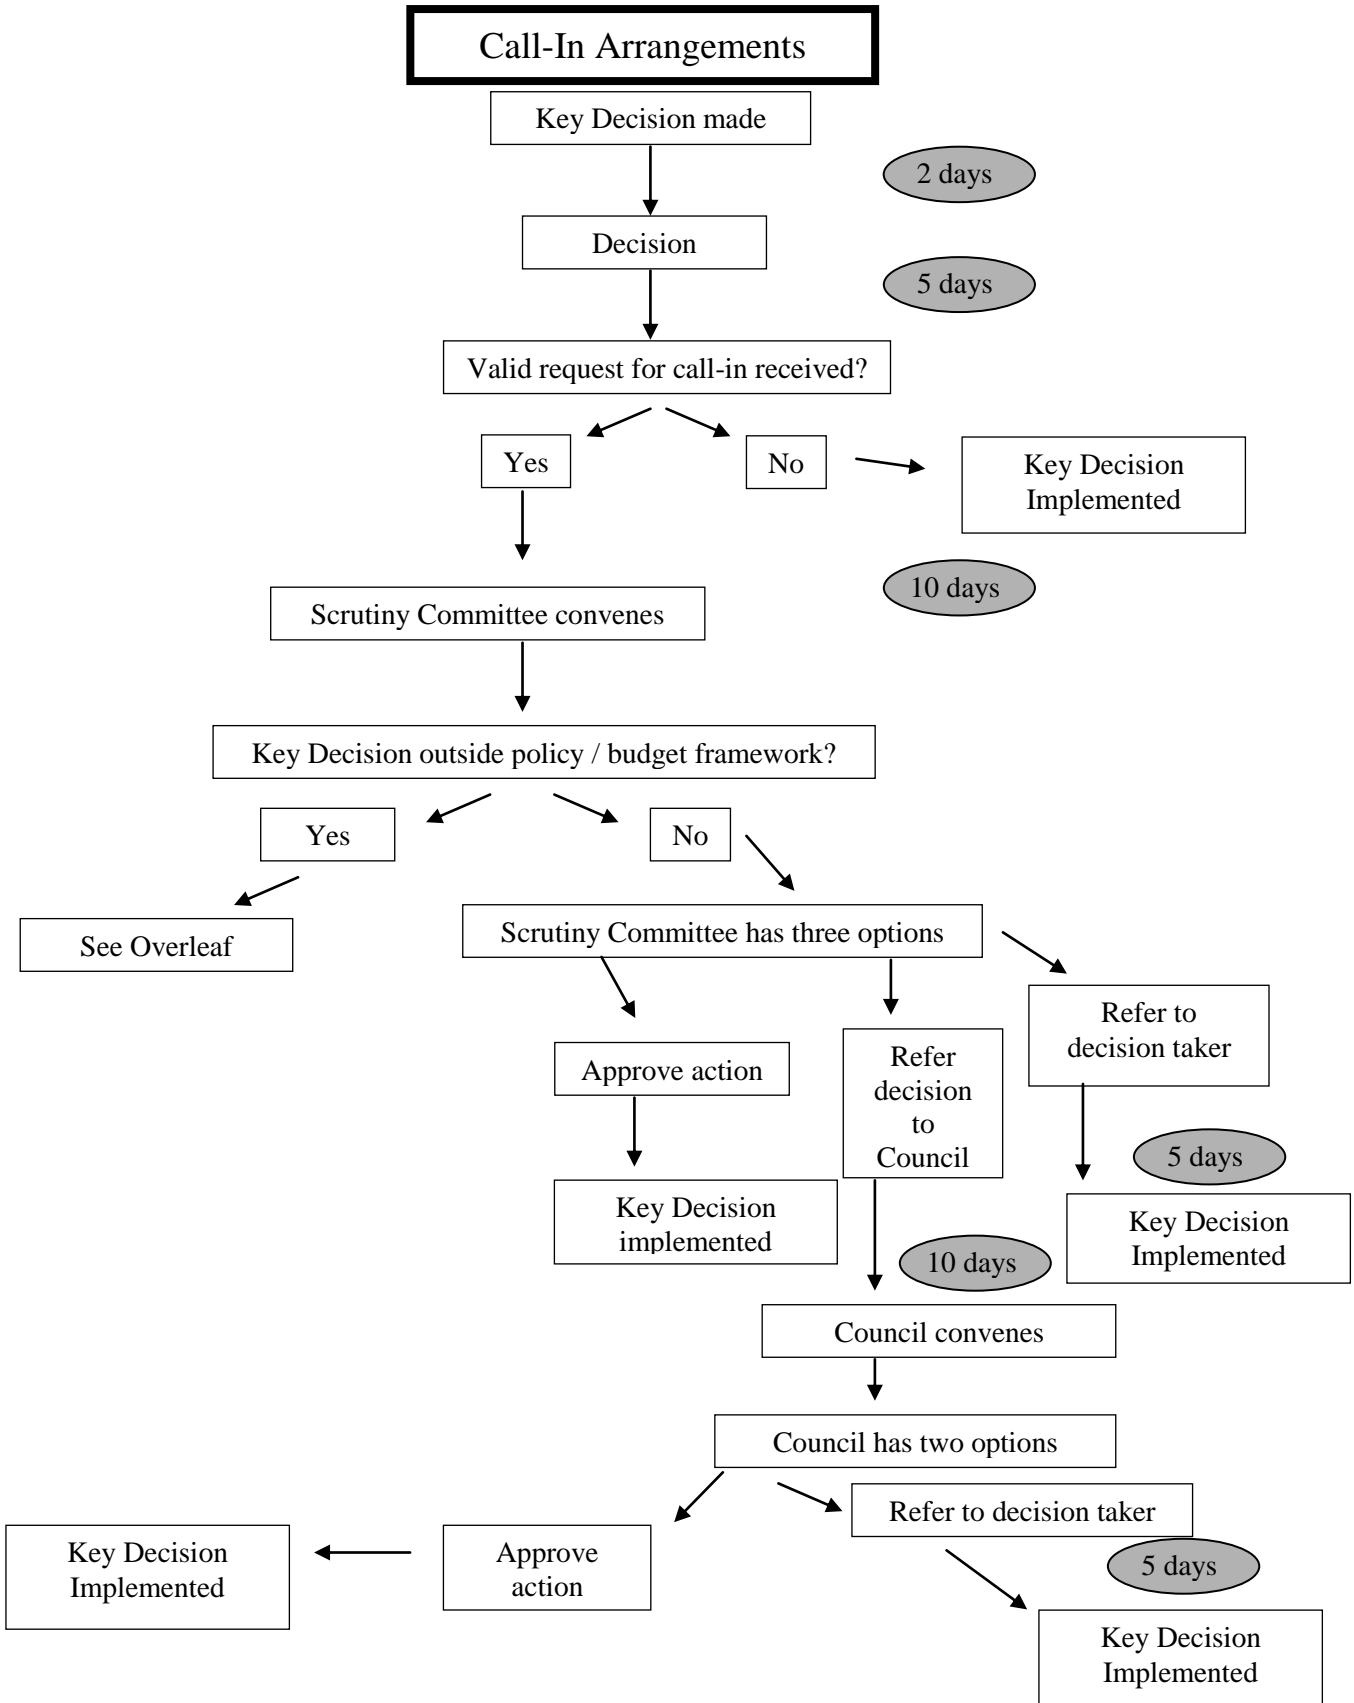 Call-In Arrangements
Key Decision made
2 days
Decision
5 days
Valid request for call-in received?
Yes
No
Key Decision
Implemented
10 days
Scrutiny Committee convenes
Key Decision outside policy / budget framework?
Yes
No
See Overleaf
Scrutiny Committee has three options
Refer to
decision taker
Approve action
Refer
decision
to
Council
5 days
Key Decision
implemented
Key Decision
Implemented
10 days
Council convenes
Council has two options
Refer to decision taker
Key Decision
Implemented
Approve
action
5 days
Key Decision
Implemented